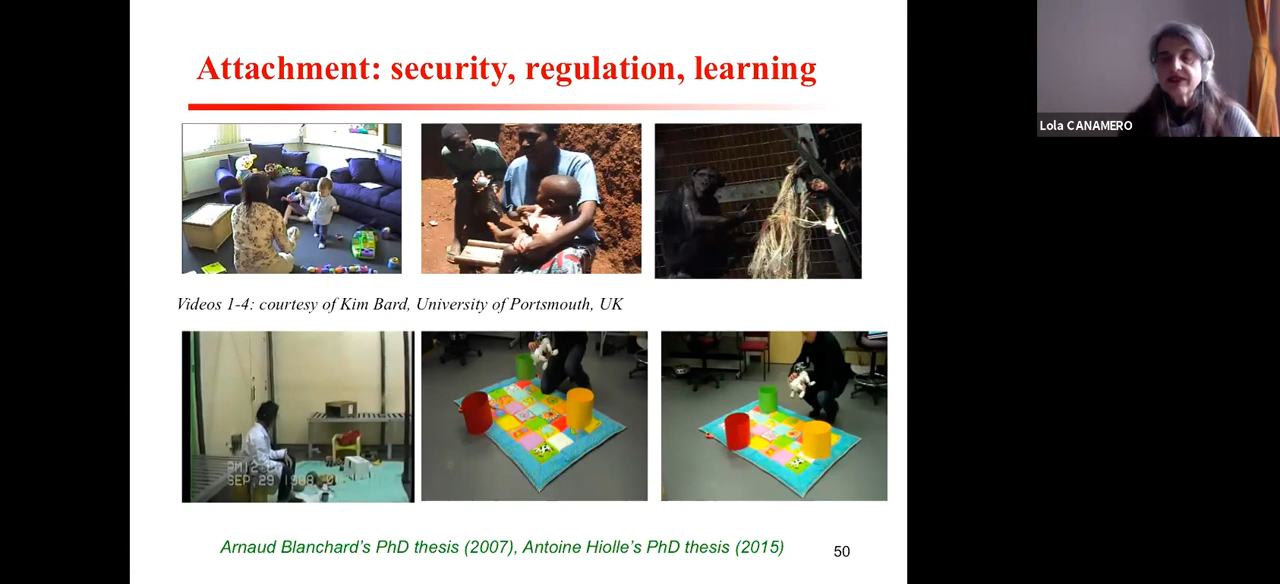 Attachment: security, regulation, learning
Lola CANAMERO
Videos 1-4: courtesy of Kim Bard, University of Portsmouth, UK
SEP. 29 1988
Arnaud Blanchard's PhD thesis (2007), Antoine Hiolle's PhD thesis (2015)
50